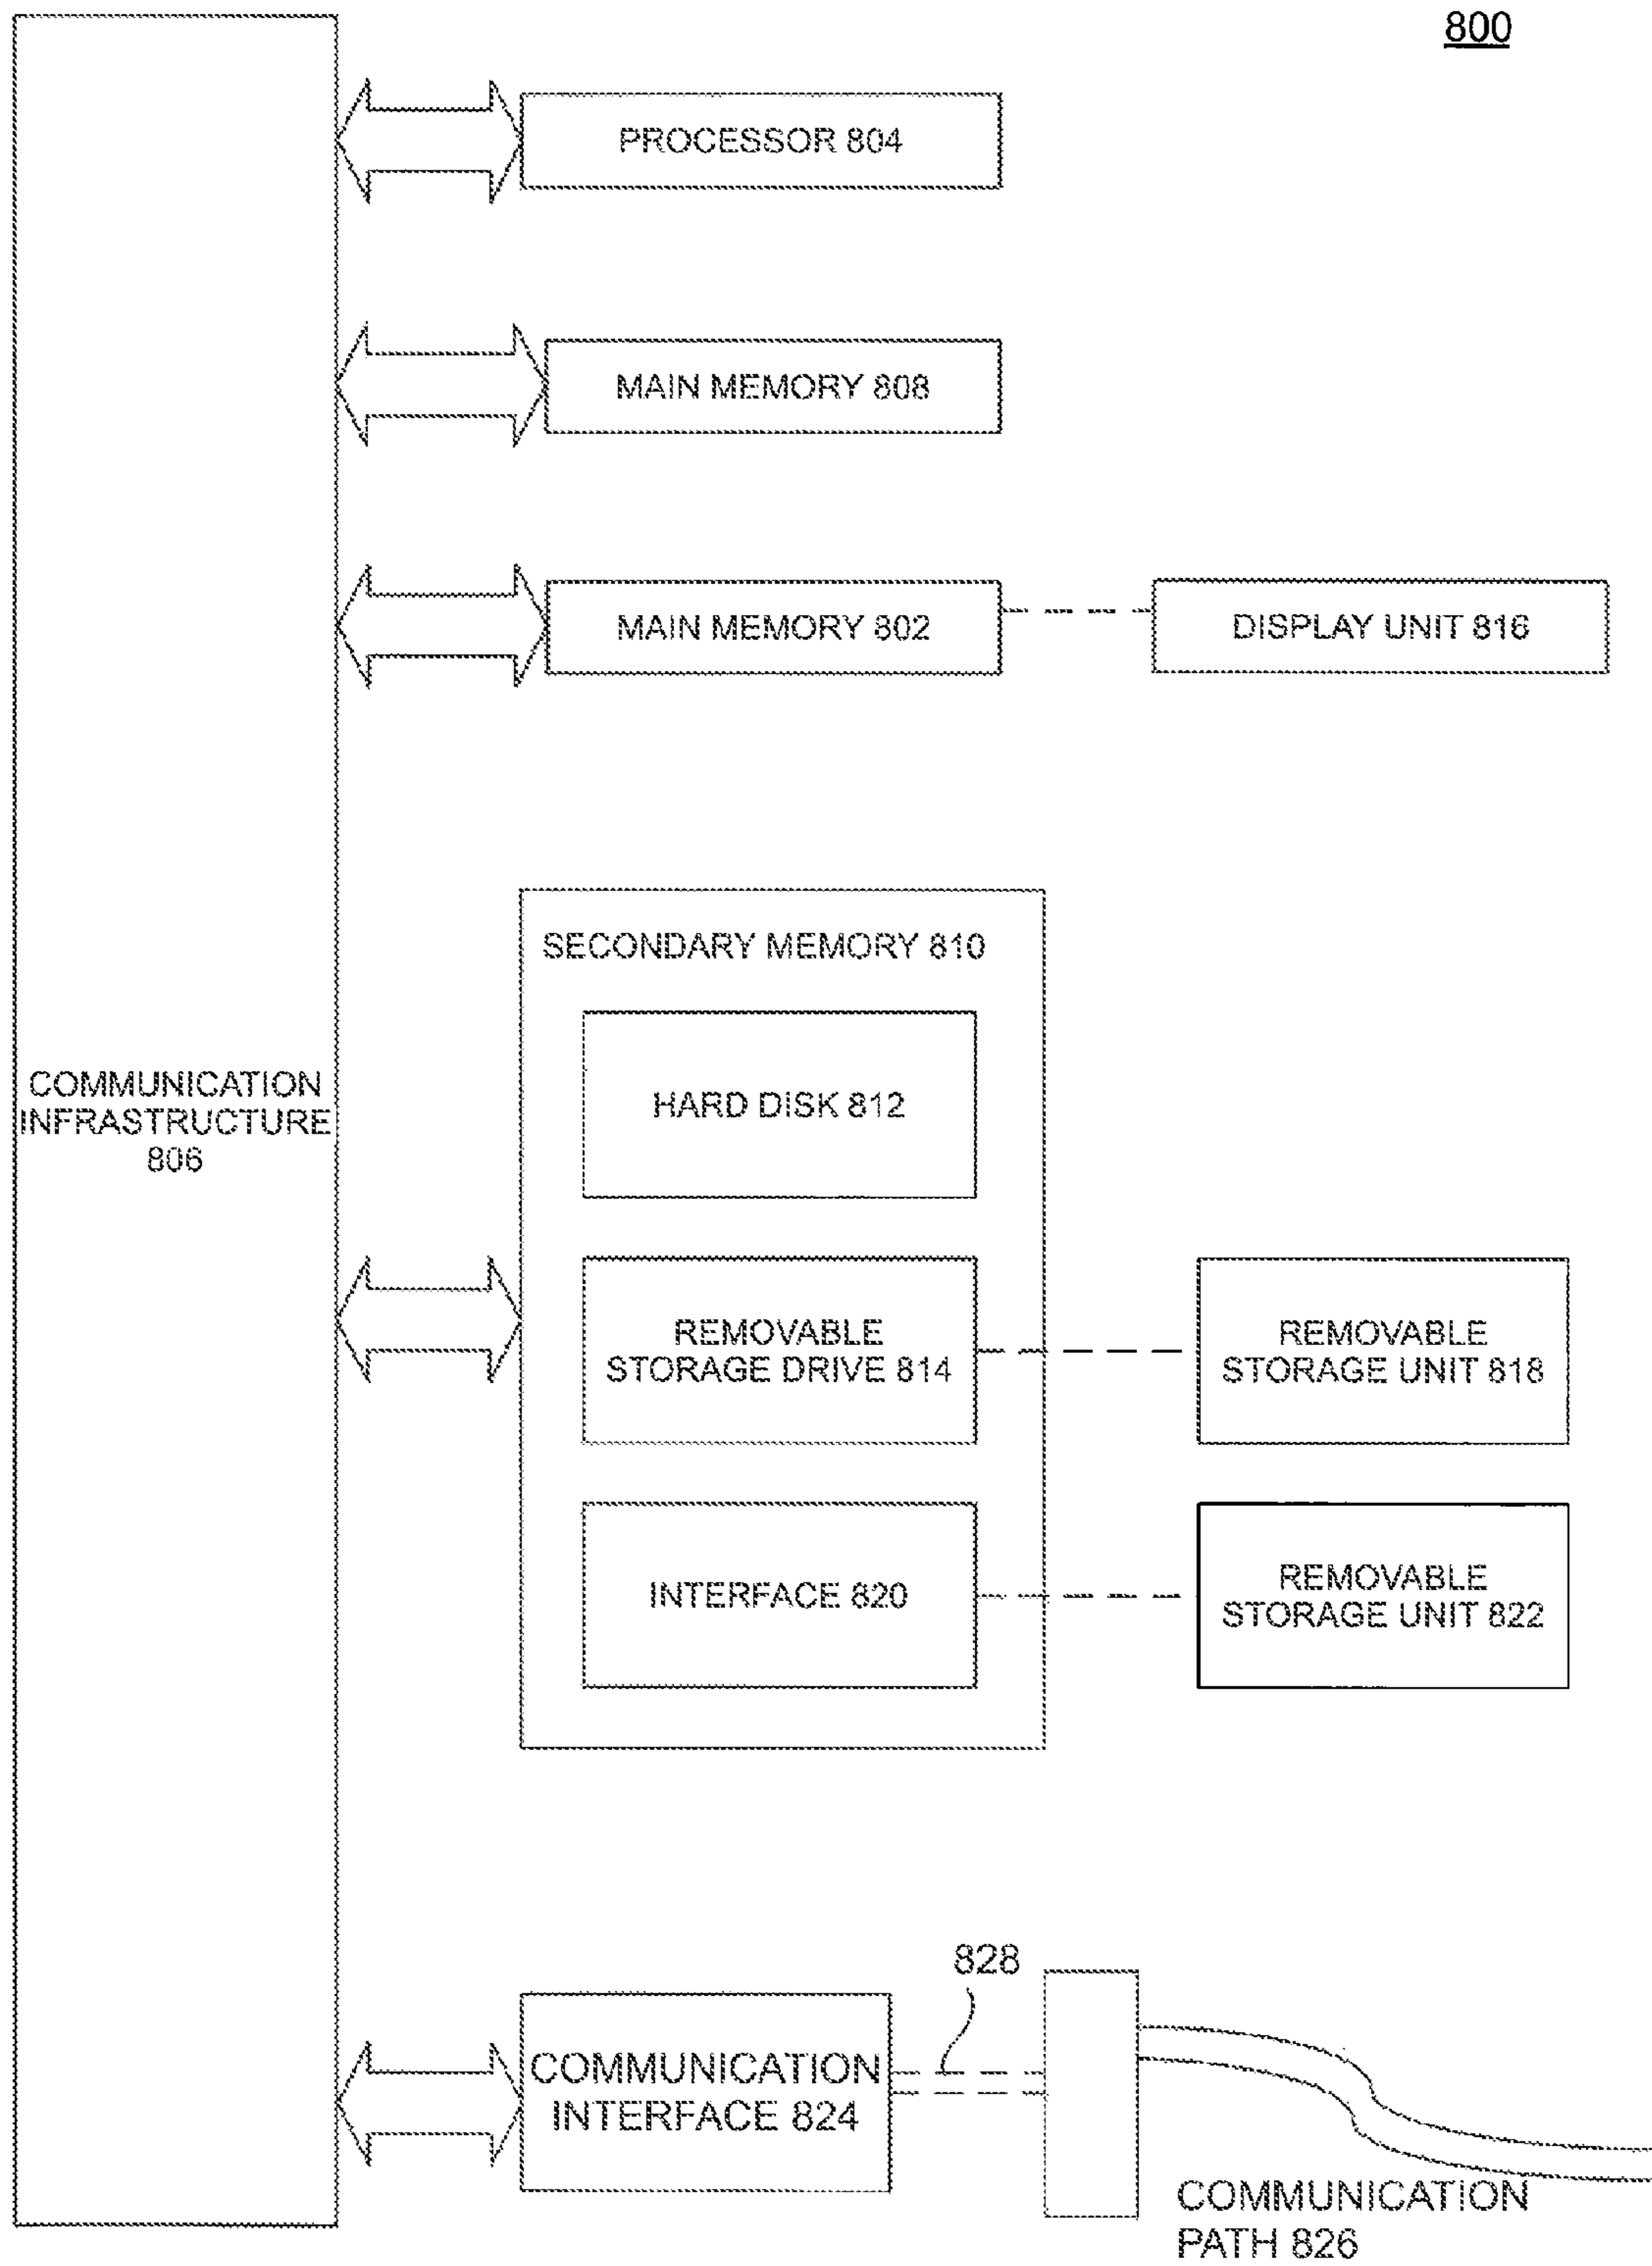 800
PROCESSOR 804
MAIN MEMORY 808
MAIN MEMORY 802
DISPLAY UNIT 816
SECONDARY MEMORY 810
HARD DISK 812
COMMUNICATION
INFRASTRUCTURE
806
REMOVABLE
STORAGE DRIVE 814
REMOVABLE
STORAGE UNIT 818
INTERFACE 820
REMOVABLE
STORAGE UNIT 822
828
COMMUNICATION
INTERFACE 824
COMMUNICATION
PATH 826